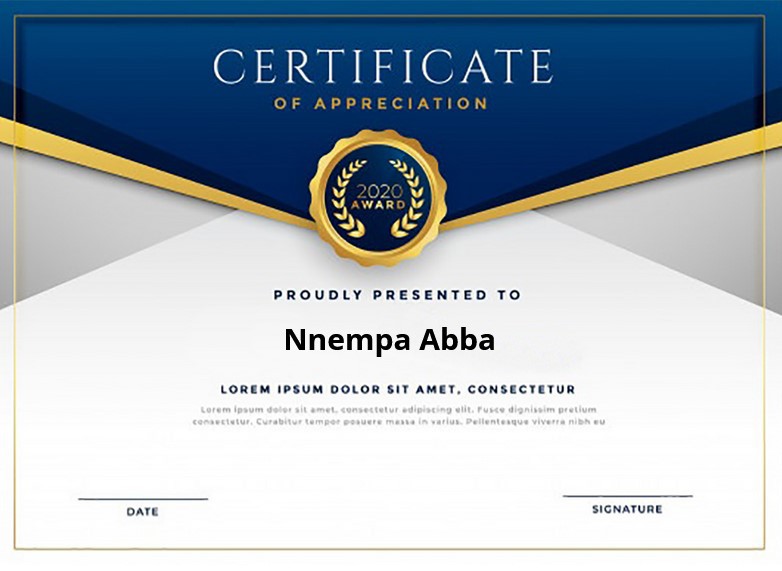 CERTIFICATE
OF APPRECIATION
2020
AWARD
PROUDLY PRESENTED TO
Nnempa Abba
LOREM IPSUM DOLOR SIT AMET, CONSECTETUR
Lorem ipsum dolor sit amet, consectetur adipiscing elit. Fusce dignissim pretium
consectetur. Curabitur tempor posuere massa in varius. Pellentesque viverra nibh eu
DATE
SIGNATURE